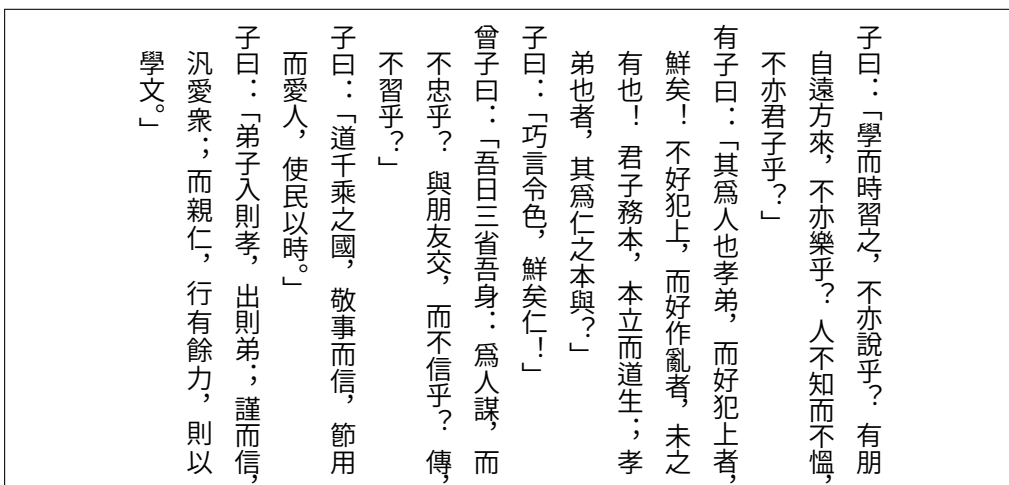 子曰：「學而時習之，不亦說乎？有朋
自遠方來，不亦樂乎？人不知而不慍，
不亦君子乎？」
有子曰：「其爲人也孝弟，而好犯上者，
鮮矣！不好犯上，而好作亂者，未之
有也！君子務本，本立而道生；孝
弟也者，其爲仁之本與？」
子曰：「巧言令色，鮮矣仁！」
曾子曰：「吾日三省吾身：爲人謀，而
不忠乎？與朋友交，而不信乎？傳，
不習乎？」
子曰：「道千乘之國，敬事而信，節用
而愛人，使民以時。」
子曰：「弟子入則孝，出則弟；謹而信，
汎愛衆；而親仁，行有餘力，則以
學文。」